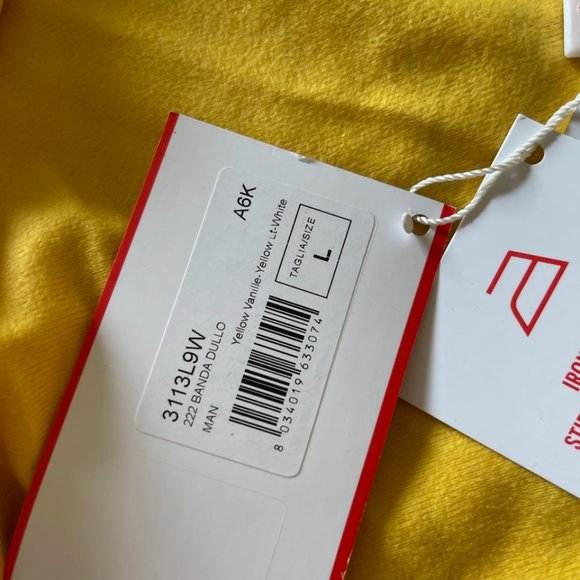 A6K
Yellow Vanille-Yellow Lt-White
TAGLIA/SIZE
L
3113L9W
222 BANDA DULLO
MAN
8 034019 633074